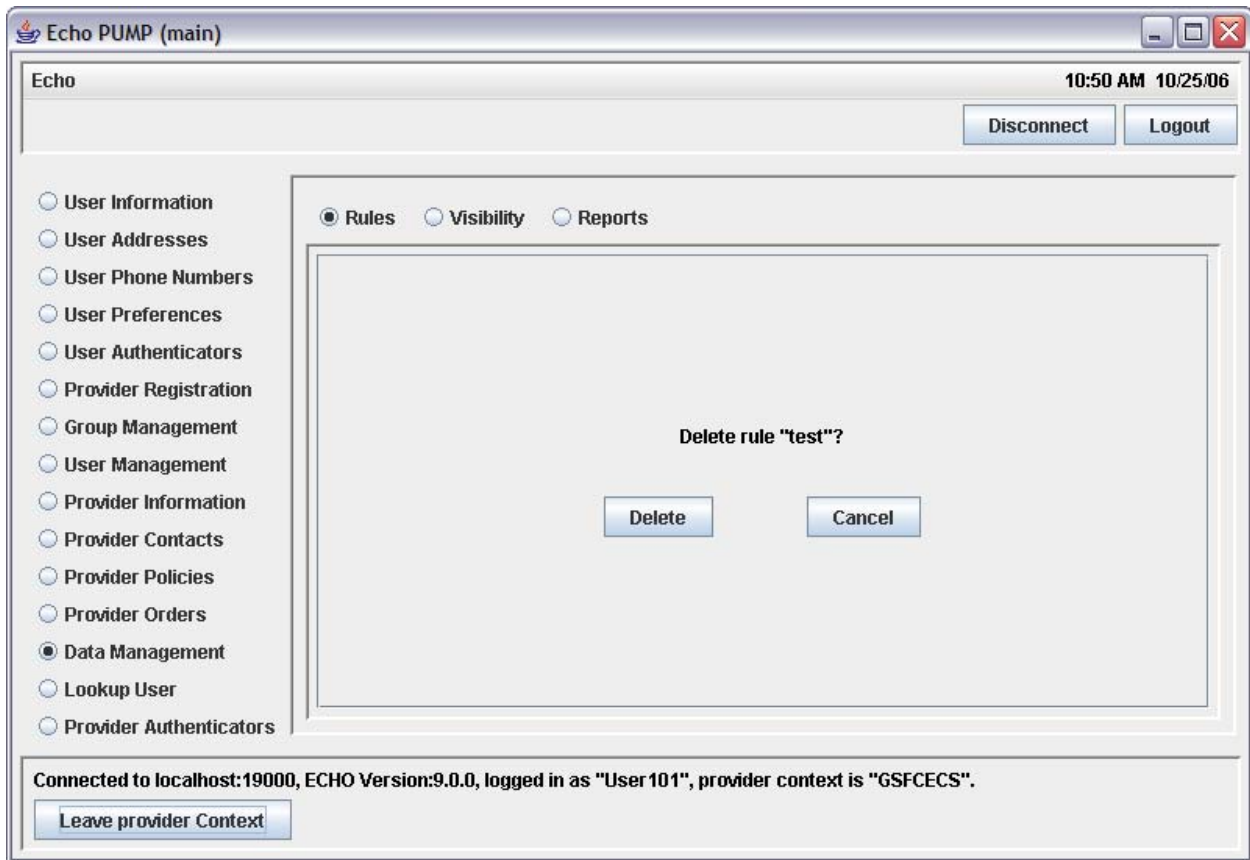 Echo PUMP (main)
Echo
10:50 AM 10/25/06
Disconnect
Logout
User Information
User Addresses
User Phone Numbers
User Preferences
User Authenticators
Provider Registration
Group Management
User Management
Provider Information
Provider Contacts
Provider Policies
Provider Orders
Data Management
Lookup User
Provider Authenticators
Rules
Visibility
Reports
Delete rule "test"?
Delete
Cancel
Connected to localhost:19000, ECHO Version:9.0.0, logged in as "User101", provider context is "GSFCECS".
Leave provider Context